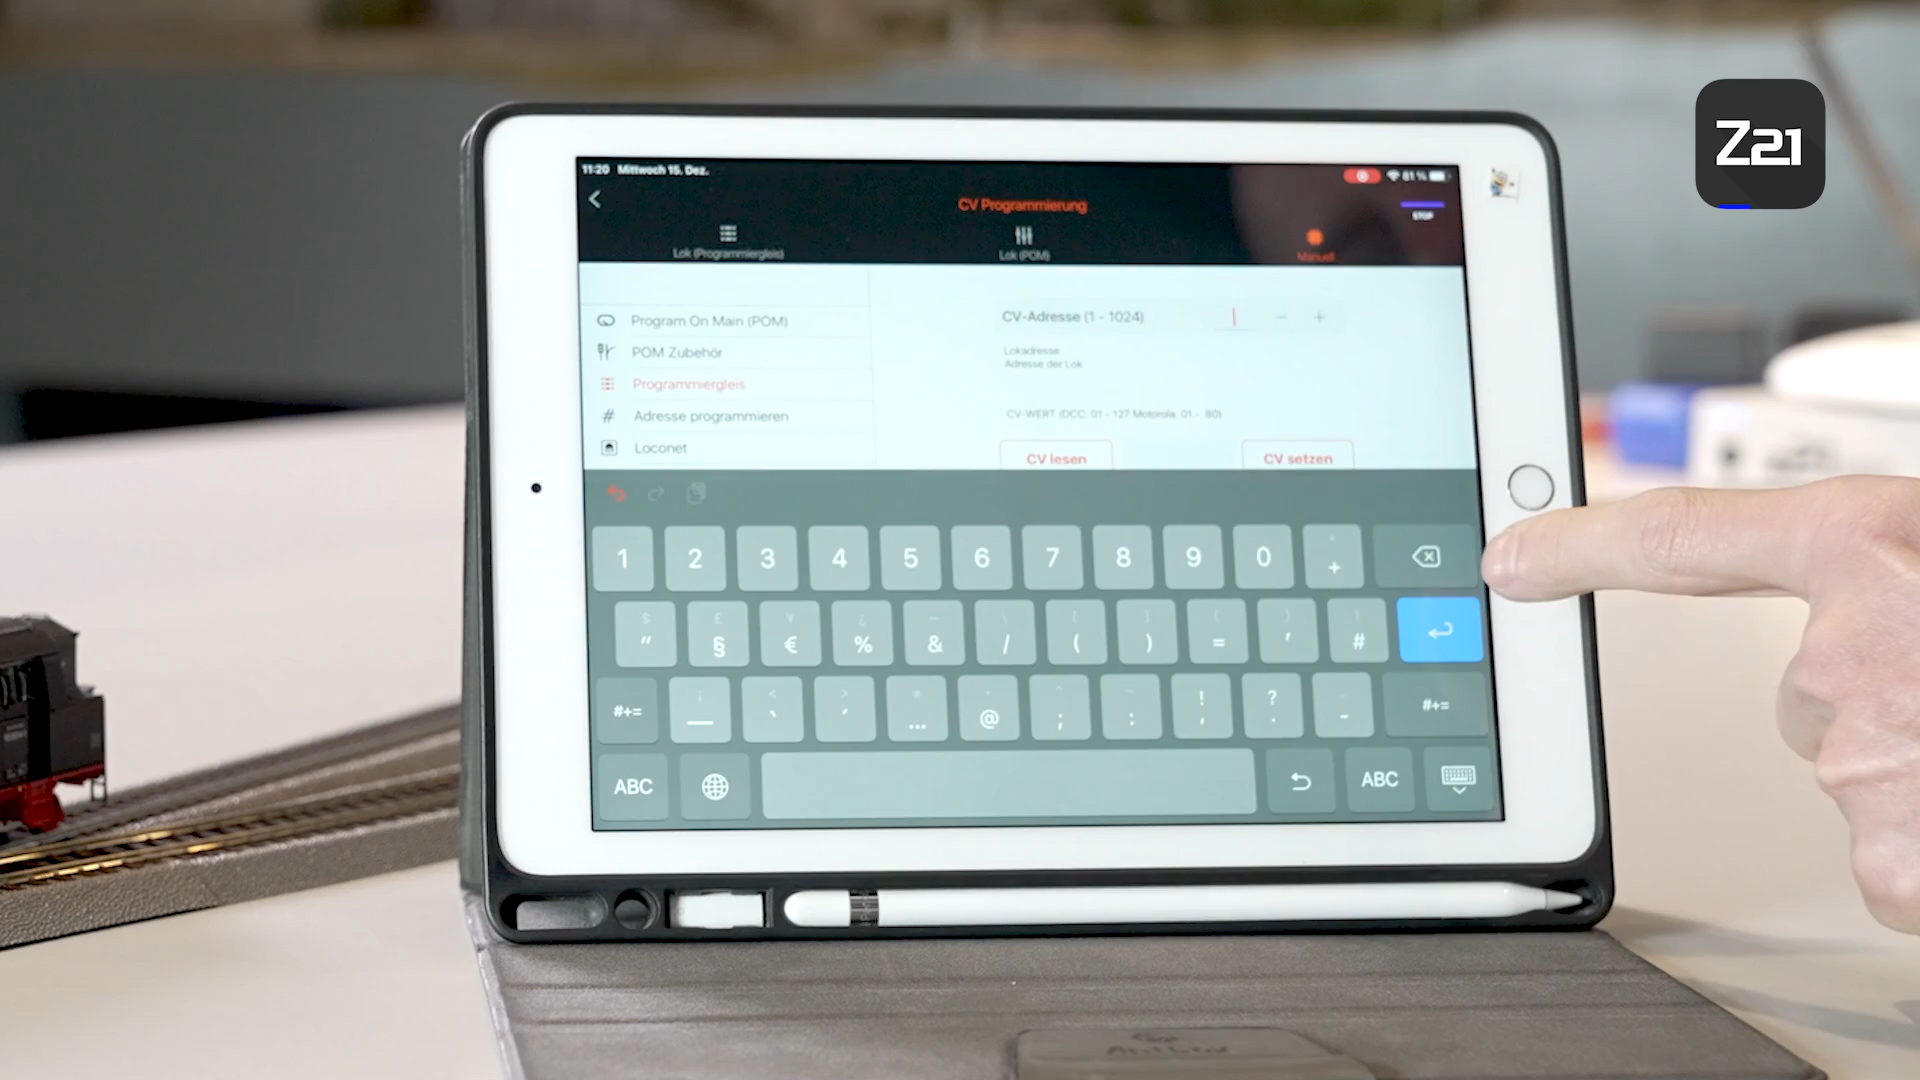 Z21
11:20 Mittwoch 15. Dez.
81 %
CV Programmierung
STOP
Lok (Programmiergleis)
Lok (POM)
Manuell
Program On Main (POM)
POM Zubehör
Programmiergleis
Adresse programmieren
Loconet
CV-Adresse (1 - 1024)
Lokadresse
Adresse der Lok
CV-WERT (DCC: 01 - 127 Motorola: 01 - 80)
CV lesen
CV setzen
1 2 3 4 5 6 7 8 9 0 +
" § € % & / ( ) = ' #
#+= _ ... @ ; : ! , ? . - #+=
ABC
ABC